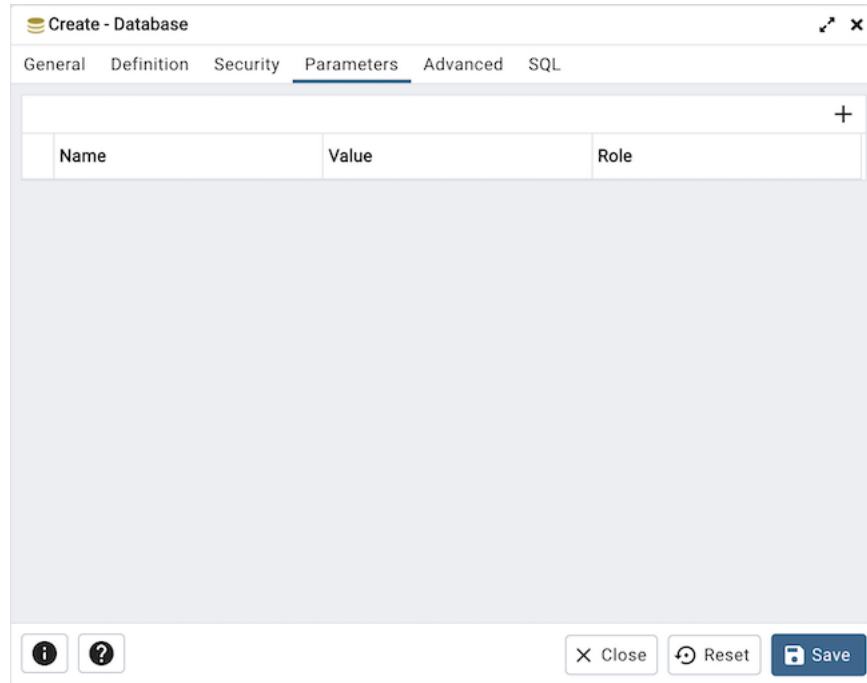 Create - Database
General Definition Security Parameters Advanced SQL
Name Value Role
Close Reset Save